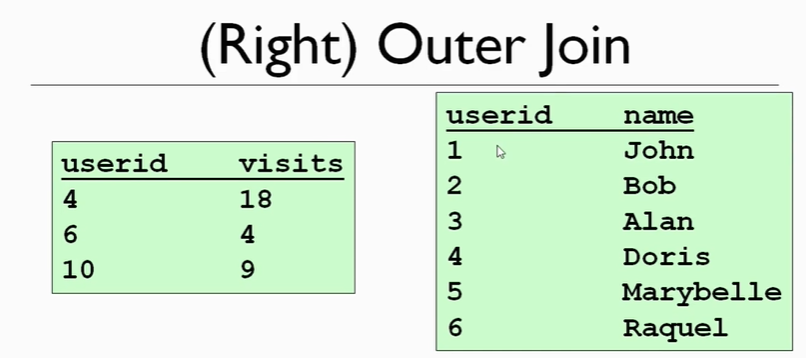 (Right) Outer Join
userid visits
4 18
6 4
10 9
userid name
1 John
2 Bob
3 Alan
4 Doris
5 Marybelle
6 Raquel